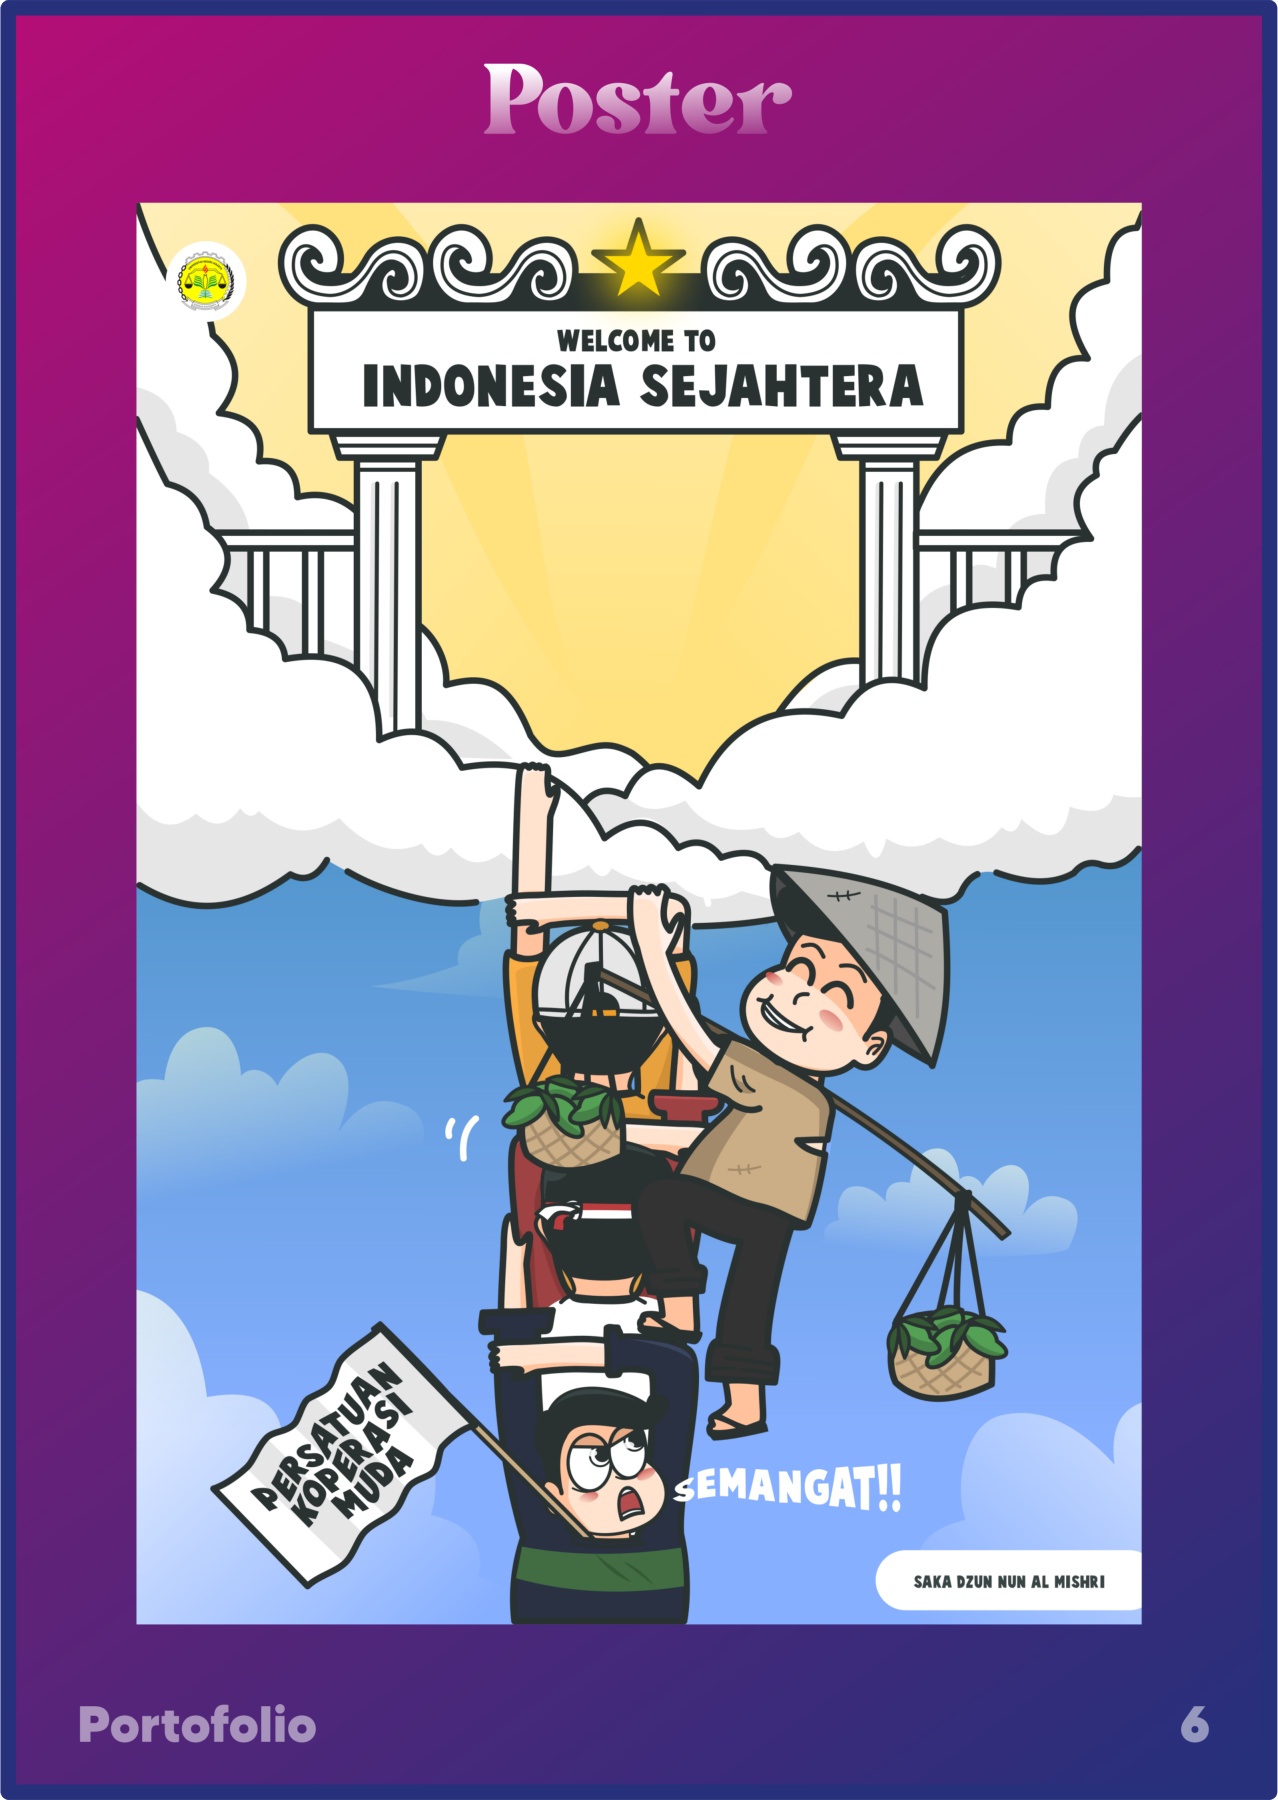 Poster
WELCOME TO
INDONESIA SEJAHTERA
PERSATUAN
KOPERASI
MUDA
SEMANGAT!!
SAKA DZUN NUN AL MISHRI
Portofolio
6